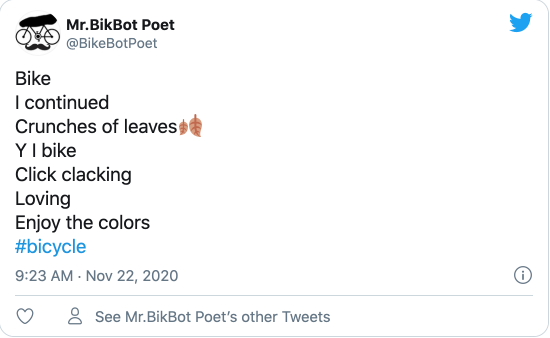 Mr.BikBot Poet
@BikeBotPoet
Bike
I continued
Crunches of leaves🍂
Y I bike
Click clacking
Loving
Enjoy the colors
#bicycle
9:23 AM · Nov 22, 2020
See Mr.BikBot Poet's other Tweets